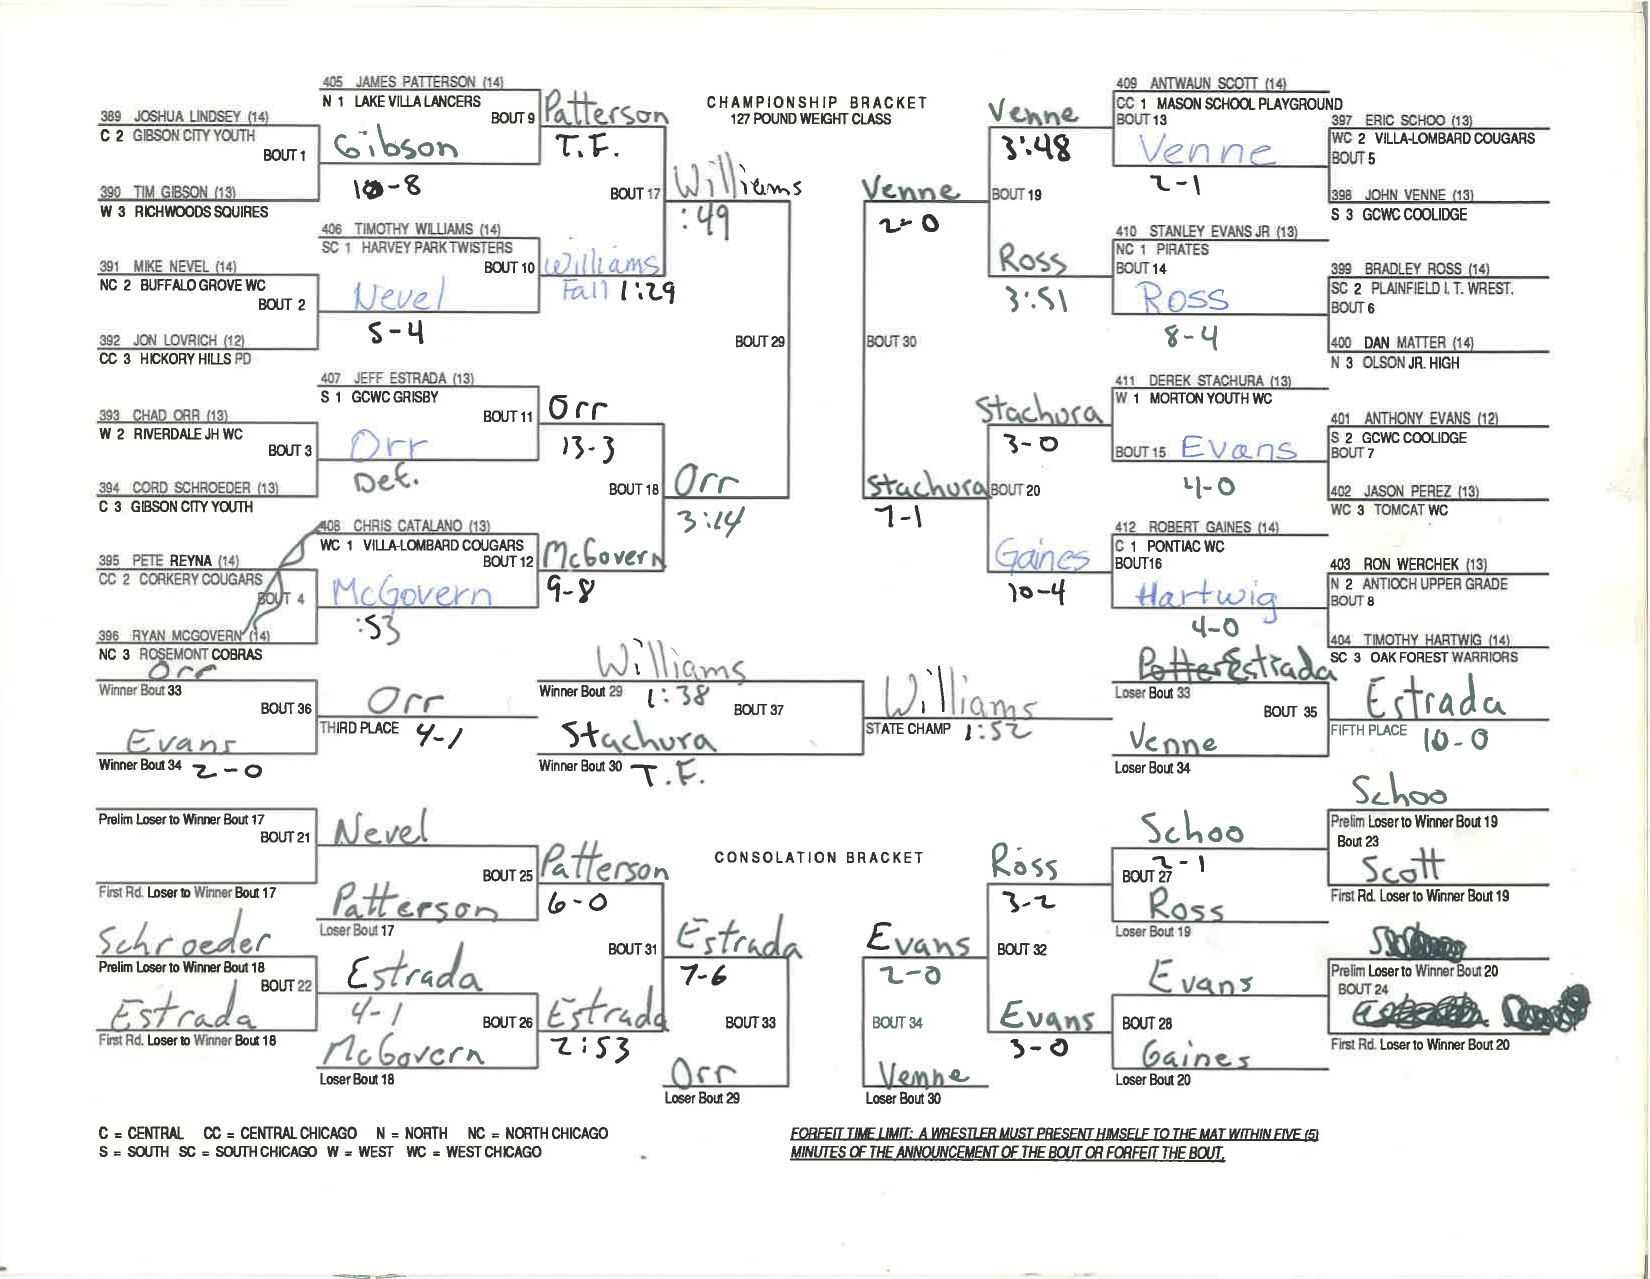 CHAMPIONSHIP BRACKET
127 POUND WEIGHT CLASS
405 JAMES PATTERSON (14)
N 1 LAKE VILLA LANCERS
BOUT 9
Patterson
T.F.
389 JOSHUA LINDSEY (14)
C 2 GIBSON CITY YOUTH
BOUT 1
Gibson
10-8
390 TIM GIBSON (13)
W 3 RICHWOODS SQUIRES
BOUT 17
Williams
:49
406 TIMOTHY WILLIAMS (14)
SC 1 HARVEY PARK TWISTERS
BOUT 10
Williams
Fall 1:29
391 MIKE NEVEL (14)
NC 2 BUFFALO GROVE WC
BOUT 2
Nevel
5-4
392 JON LOVRICH (12)
CC 3 HICKORY HILLS PD
BOUT 29
407 JEFF ESTRADA (13)
S 1 GCWC GRISBY
BOUT 11
Orr
13-3
393 CHAD ORR (13)
W 2 RIVERDALE JH WC
BOUT 3
Orr
Def.
394 CORD SCHROEDER (13)
C 3 GIBSON CITY YOUTH
BOUT 18
Orr
3:14
408 CHRIS CATALANO (13)
WC 1 VILLA-LOMBARD COUGARS
BOUT 12
McGovern
9-8
395 PETE REYNA (14)
CC 2 CORKERY COUGARS
BOUT 4
McGovern
:53
396 RYAN MCGOVERN (14)
NC 3 ROSEMONT COBRAS
409 ANTWAUN SCOTT (14)
CC 1 MASON SCHOOL PLAYGROUND
BOUT 13
Venne
3:48
397 ERIC SCHOO (13)
WC 2 VILLA-LOMBARD COUGARS
BOUT 5
Venne
2-1
398 JOHN VENNE (13)
S 3 GCWC COOLIDGE
Venne
2-0
BOUT 19
410 STANLEY EVANS JR (13)
NC 1 PIRATES
BOUT 14
Ross
3:51
399 BRADLEY ROSS (14)
SC 2 PLAINFIELD I. T. WREST.
BOUT 6
Ross
8-4
400 DAN MATTER (14)
N 3 OLSON JR. HIGH
BOUT 30
411 DEREK STACHURA (13)
W 1 MORTON YOUTH WC
Stachura
3-0
BOUT 15 Evans
4-0
401 ANTHONY EVANS (12)
S 2 GCWC COOLIDGE
BOUT 7
402 JASON PEREZ (13)
WC 3 TOMCAT WC
Stachura
7-1
BOUT 20
412 ROBERT GAINES (14)
C 1 PONTIAC WC
BOUT16
Gaines
10-4
Hartwig
4-0
403 RON WERCHEK (13)
N 2 ANTIOCH UPPER GRADE
BOUT 8
404 TIMOTHY HARTWIG (14)
SC 3 OAK FOREST WARRIORS
Orr
Winner Bout 33
BOUT 36
Orr
THIRD PLACE 4-1
Evans
Winner Bout 34 2-0
Williams
Winner Bout 29 1:38
BOUT 37
Stachura
Winner Bout 30 T.F.
Williams
STATE CHAMP 1:52
Estrada
Loser Bout 33
BOUT 35
Estrada
FIFTH PLACE 10-0
Venne
Loser Bout 34
CONSOLATION BRACKET
Prelim Loser to Winner Bout 17
BOUT 21
Nevel
First Rd. Loser to Winner Bout 17
BOUT 25
Patterson
6-0
Patterson
Loser Bout 17
Schroeder
Prelim Loser to Winner Bout 18
BOUT 22
Estrada
4-1
Estrada
First Rd. Loser to Winner Bout 18
BOUT 31
Estrada
7-6
BOUT 26
Estrada
2:53
McGovern
Loser Bout 18
BOUT 33
Orr
Loser Bout 29
Schoo
Prelim Loser to Winner Bout 19
Bout 23
Scott
First Rd. Loser to Winner Bout 19
Schoo
2-1
BOUT 27
Ross
Loser Bout 19
Ross
3-2
Evans
2-0
BOUT 32
Prelim Loser to Winner Bout 20
BOUT 24
First Rd. Loser to Winner Bout 20
Evans
BOUT 28
Gaines
Loser Bout 20
Evans
3-0
BOUT 34
Venne
Loser Bout 30
C = CENTRAL CC = CENTRAL CHICAGO N = NORTH NC = NORTH CHICAGO
S = SOUTH SC = SOUTH CHICAGO W = WEST WC = WEST CHICAGO
FORFEIT TIME LIMIT: A WRESTLER MUST PRESENT HIMSELF TO THE MAT WITHIN FIVE (5)
MINUTES OF THE ANNOUNCEMENT OF THE BOUT OR FORFEIT THE BOUT.